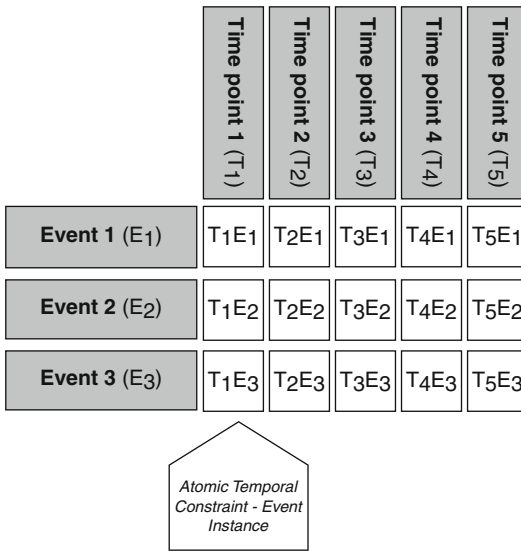 Time point 1 (T₁)
Time point 2 (T₂)
Time point 3 (T₃)
Time point 4 (T₄)
Time point 5 (T₅)
Event 1 (E₁) T₁E₁ T₂E₁ T₃E₁ T₄E₁ T₅E₁
Event 2 (E₂) T₁E₂ T₂E₂ T₃E₂ T₄E₂ T₅E₂
Event 3 (E₃) T₁E₃ T₂E₃ T₃E₃ T₄E₃ T₅E₃
Atomic Temporal
Constraint - Event
Instance